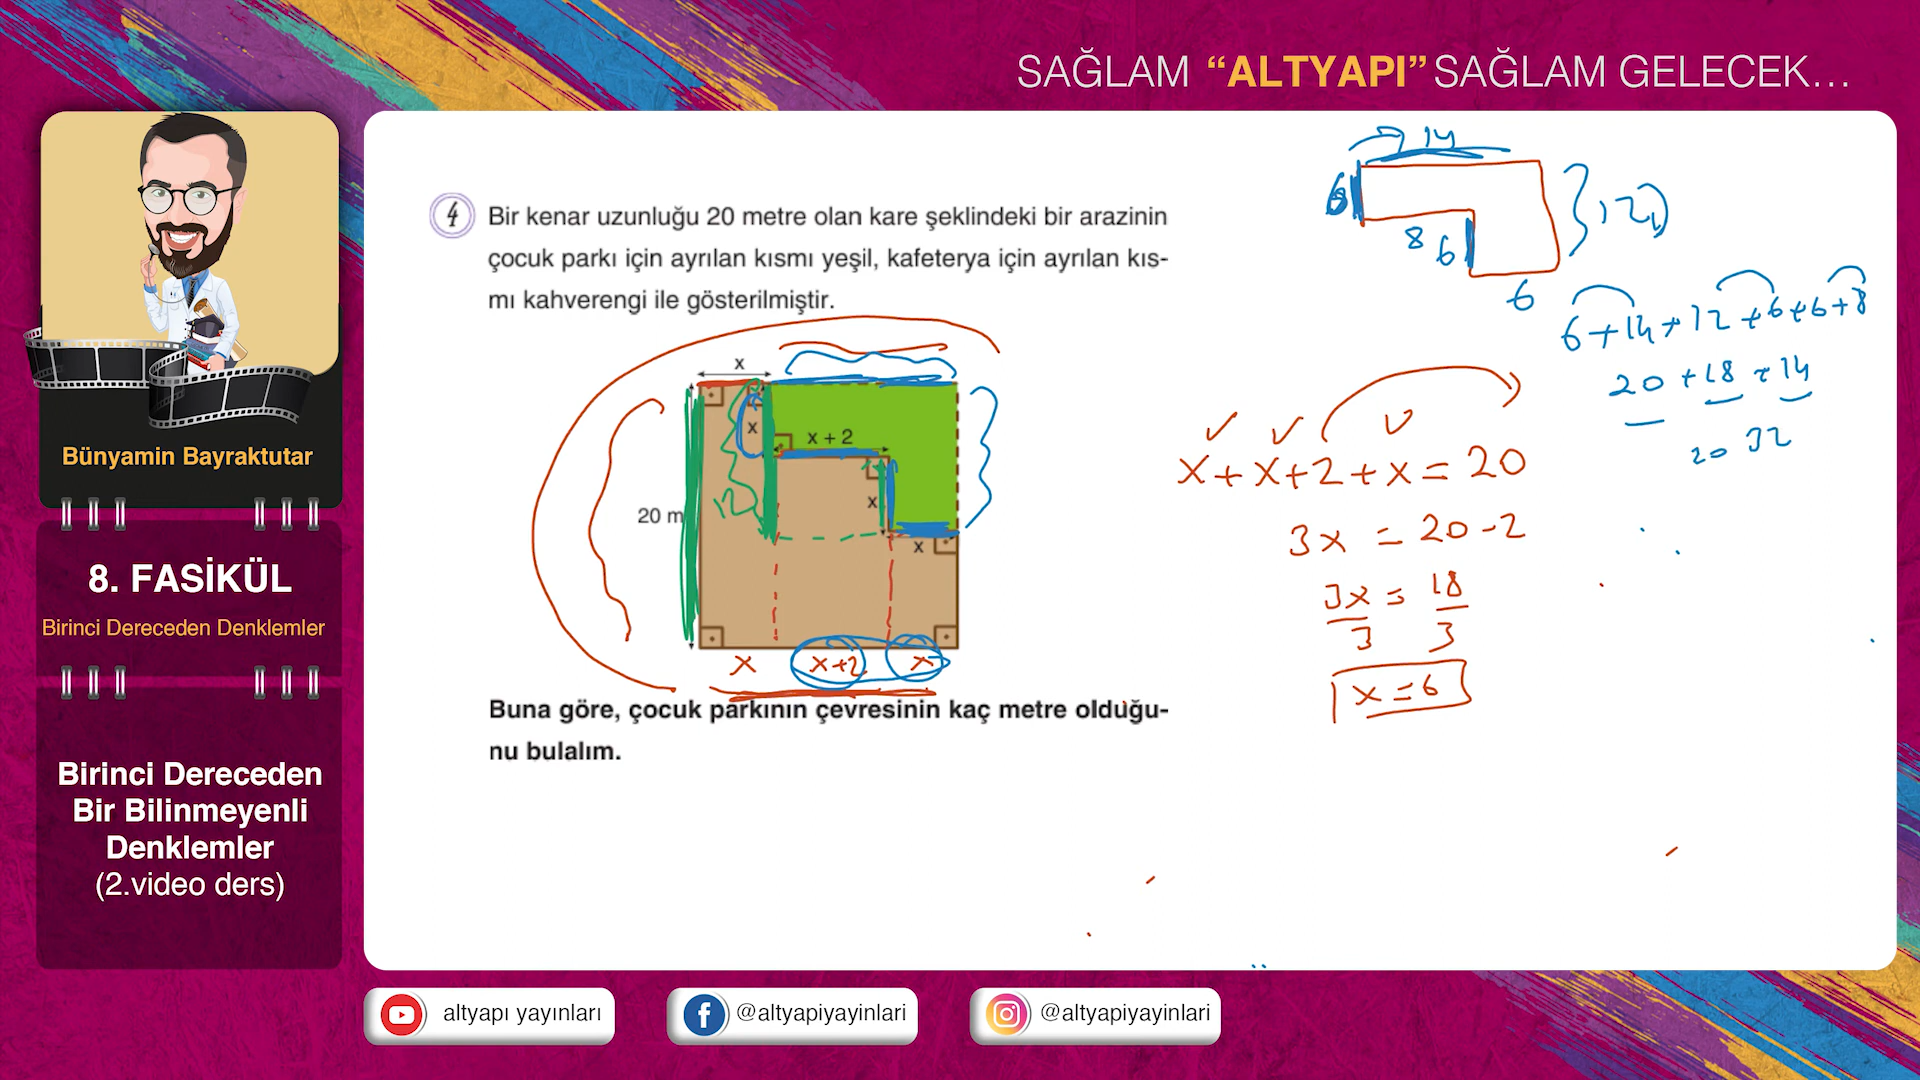 SAĞLAM “ALTYAPI” SAĞLAM GELECEK...
Bünyamin Bayraktutar
8. FASİKÜL
Birinci Dereceden Denklemler
Birinci Dereceden
Bir Bilinmeyenli
Denklemler
(2.video ders)
4 Bir kenar uzunluğu 20 metre olan kare şeklindeki bir arazinin
çocuk parkı için ayrılan kısmı yeşil, kafeterya için ayrılan kıs-
mı kahverengi ile gösterilmiştir.
x
x
x + 2
12
x
20 m
x
x x+2 x
Buna göre, çocuk parkının çevresinin kaç metre olduğu-
nu bulalım.
14
6
12
8 6
6
6+14+12+6+6+8
20+18+14
20 32
x+x+2+x=20
3x = 20-2
3x = 18
3 3
x=6
altyapı yayınları
@altyapiyayinlari
@altyapiyayinlari